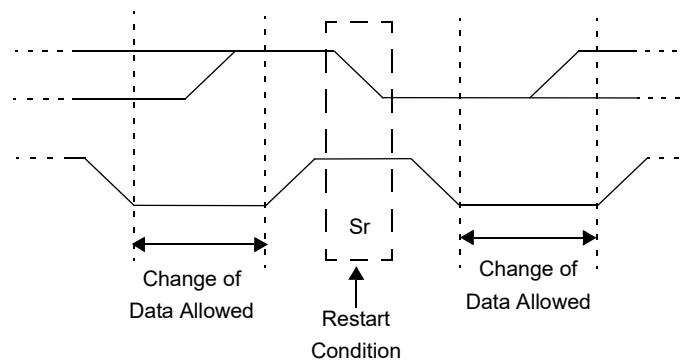 Sr
Change of
Data Allowed
Restart
Condition
Change of
Data Allowed